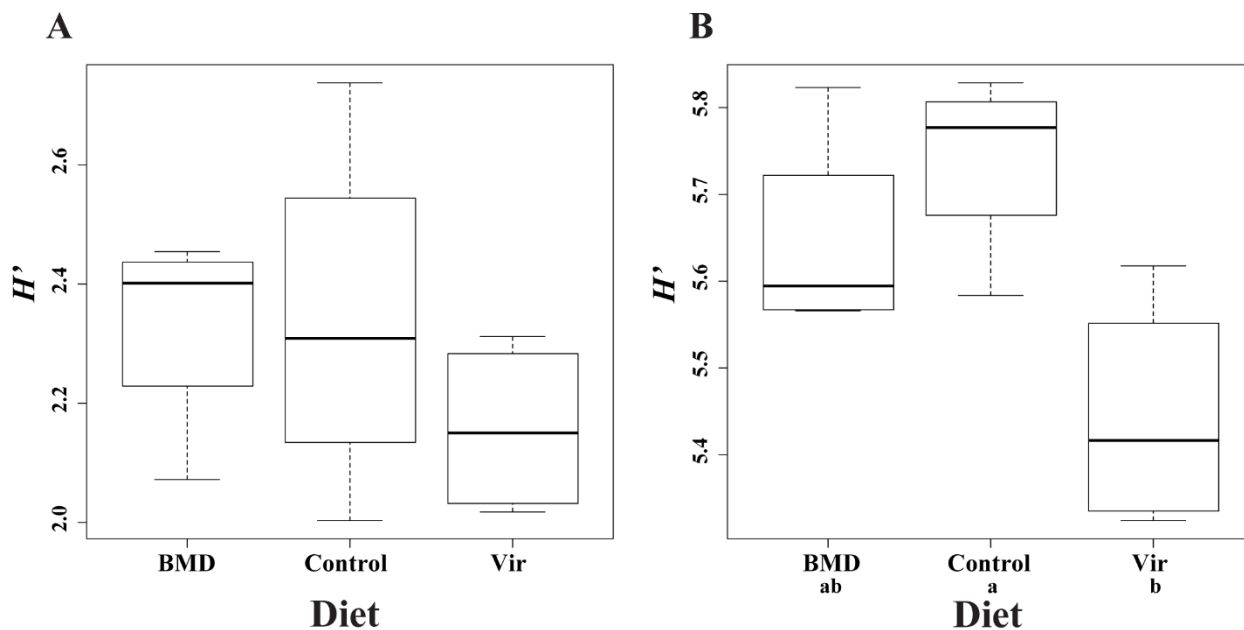 A
H'
2.0
2.2
2.4
2.6
BMD
Control
Vir
Diet
B
H'
5.4
5.5
5.6
5.7
5.8
BMD
Control
Vir
ab
a
b
Diet